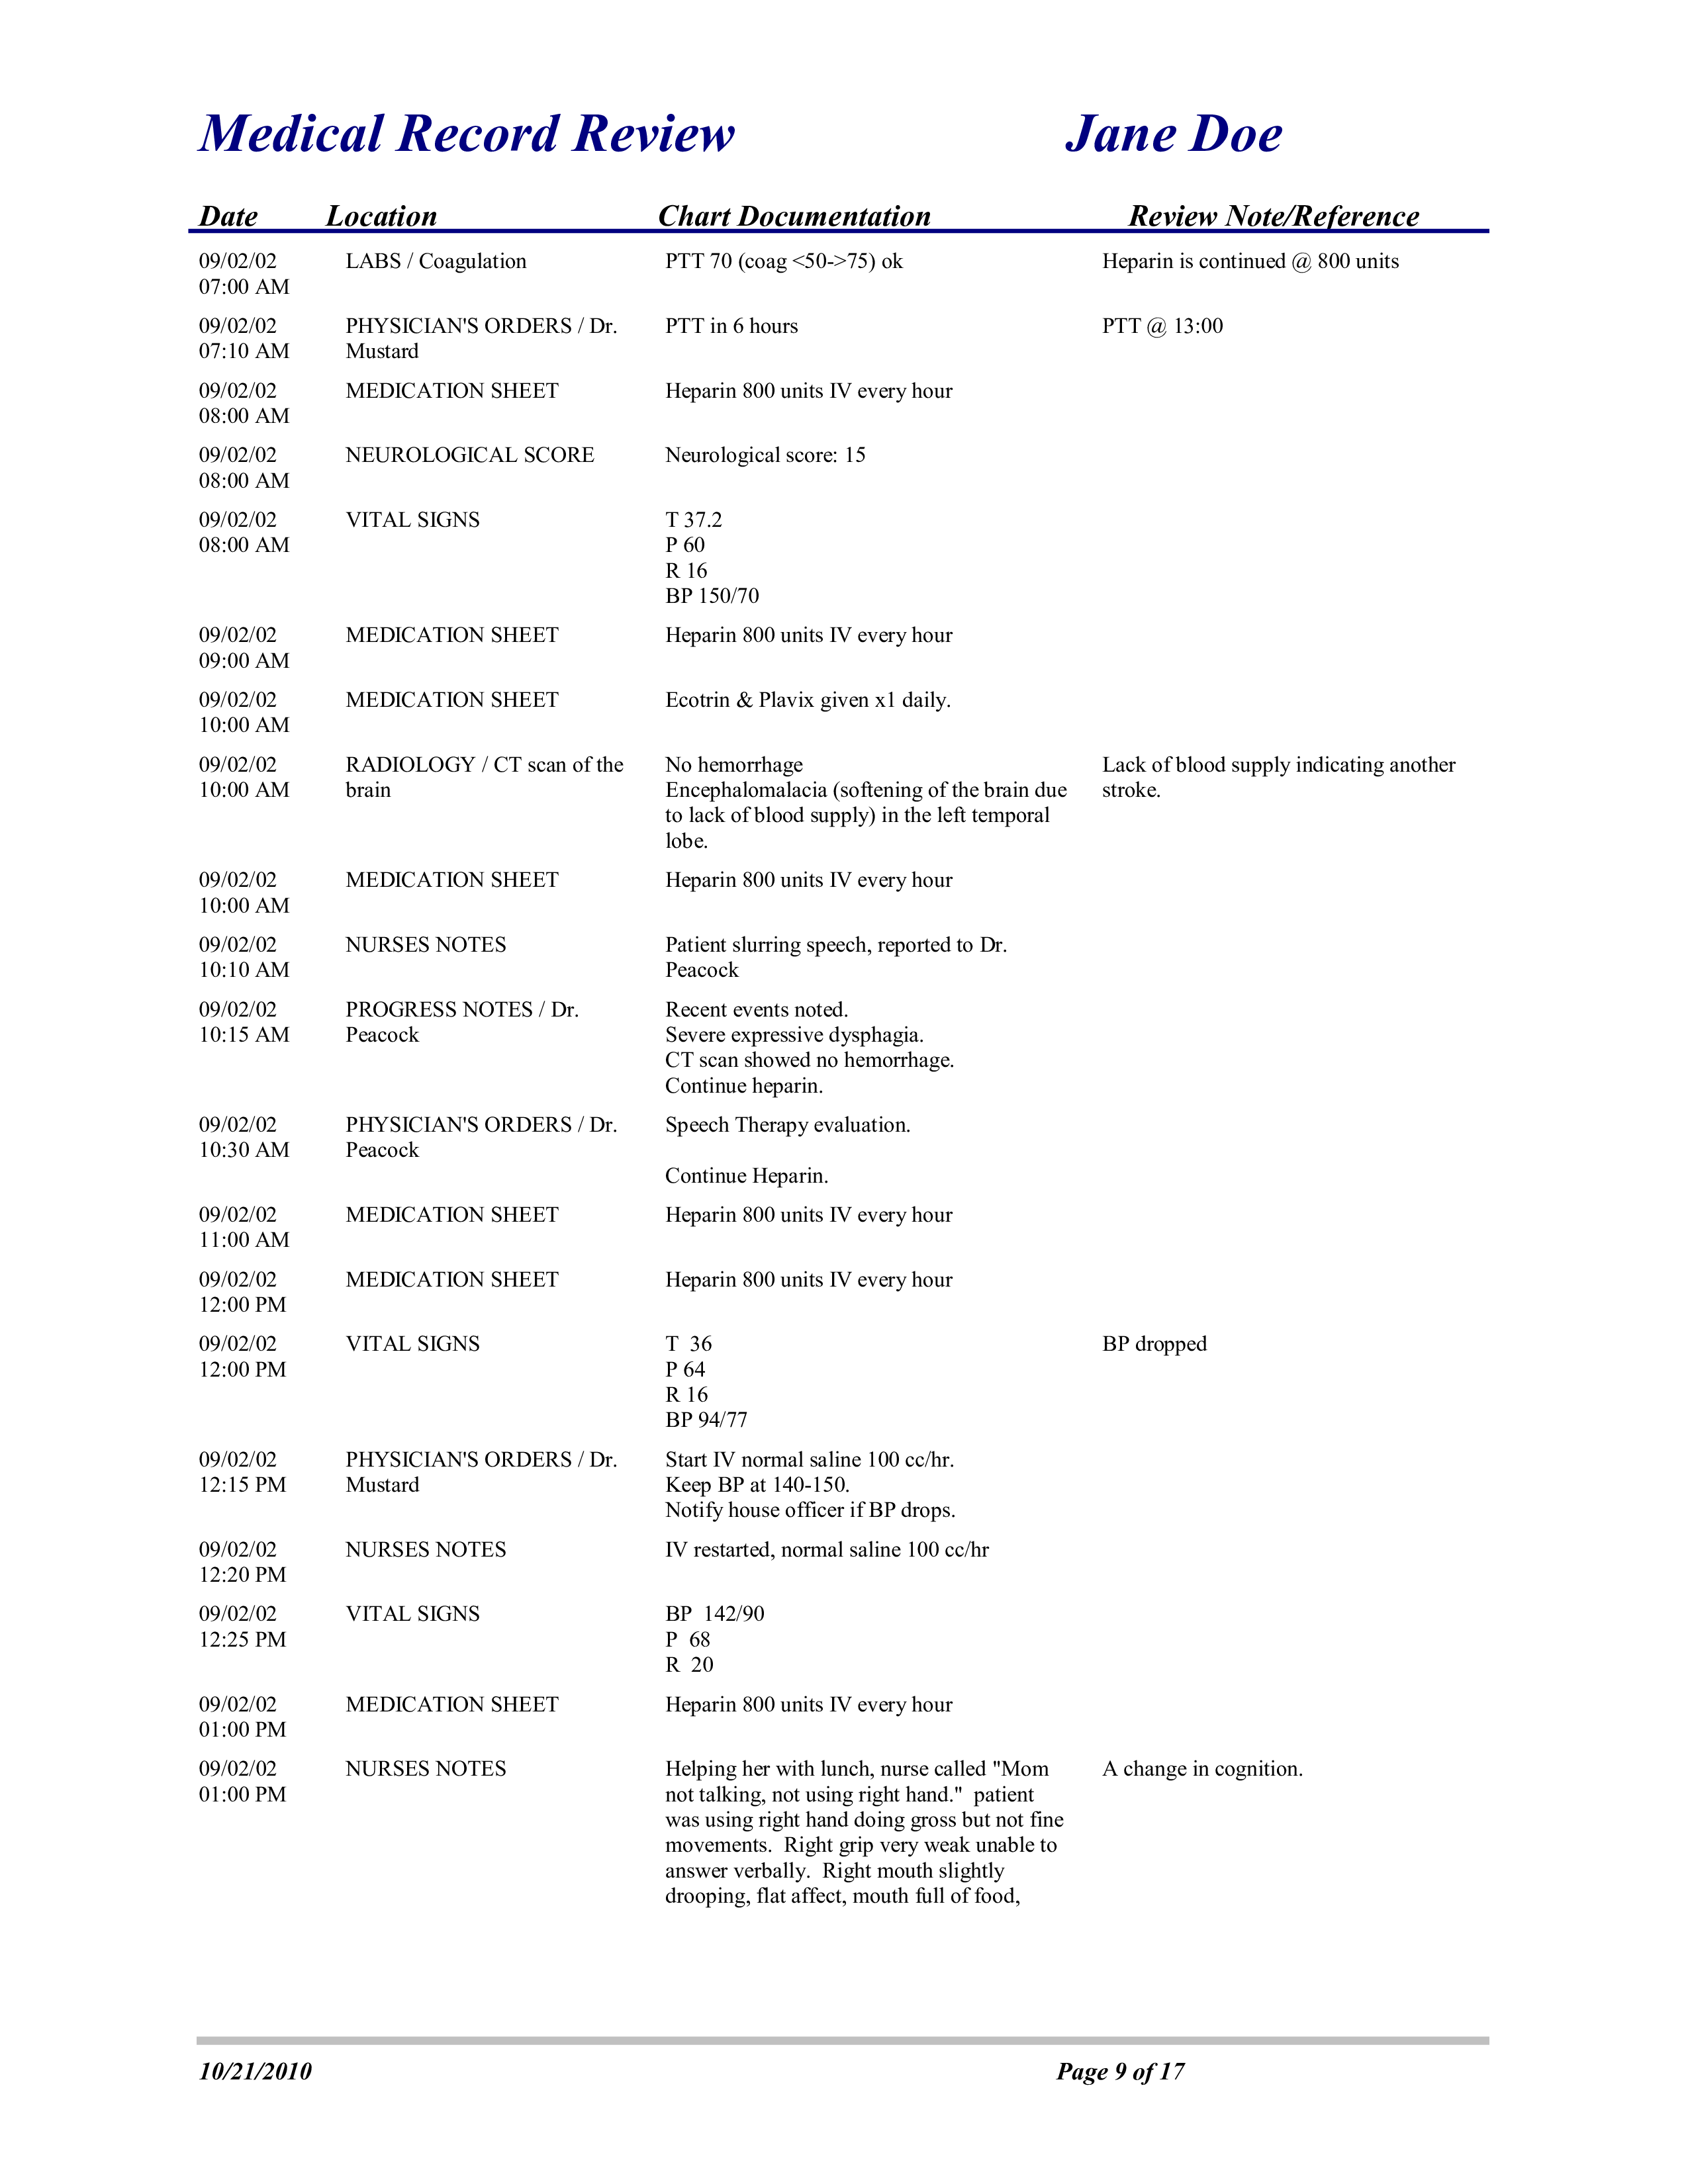 Medical Record Review Jane Doe
Date Location Chart Documentation Review Note/Reference
09/02/02 LABS / Coagulation PTT 70 (coag <50->75) ok Heparin is continued @ 800 units
07:00 AM
09/02/02 PHYSICIAN'S ORDERS / Dr. PTT in 6 hours PTT @ 13:00
07:10 AM Mustard
09/02/02 MEDICATION SHEET Heparin 800 units IV every hour
08:00 AM
09/02/02 NEUROLOGICAL SCORE Neurological score: 15
08:00 AM
09/02/02 VITAL SIGNS T 37.2
08:00 AM P 60
R 16
BP 150/70
09/02/02 MEDICATION SHEET Heparin 800 units IV every hour
09:00 AM
09/02/02 MEDICATION SHEET Ecotrin & Plavix given x1 daily.
10:00 AM
09/02/02 RADIOLOGY / CT scan of the No hemorrhage Lack of blood supply indicating another
10:00 AM brain Encephalomalacia (softening of the brain due stroke.
to lack of blood supply) in the left temporal
lobe.
09/02/02 MEDICATION SHEET Heparin 800 units IV every hour
10:00 AM
09/02/02 NURSES NOTES Patient slurring speech, reported to Dr.
10:10 AM Peacock
09/02/02 PROGRESS NOTES / Dr. Recent events noted.
10:15 AM Peacock Severe expressive dysphagia.
CT scan showed no hemorrhage.
Continue heparin.
09/02/02 PHYSICIAN'S ORDERS / Dr. Speech Therapy evaluation.
10:30 AM Peacock
Continue Heparin.
09/02/02 MEDICATION SHEET Heparin 800 units IV every hour
11:00 AM
09/02/02 MEDICATION SHEET Heparin 800 units IV every hour
12:00 PM
09/02/02 VITAL SIGNS T 36 BP dropped
12:00 PM P 64
R 16
BP 94/77
09/02/02 PHYSICIAN'S ORDERS / Dr. Start IV normal saline 100 cc/hr.
12:15 PM Mustard Keep BP at 140-150.
Notify house officer if BP drops.
09/02/02 NURSES NOTES IV restarted, normal saline 100 cc/hr
12:20 PM
09/02/02 VITAL SIGNS BP 142/90
12:25 PM P 68
R 20
09/02/02 MEDICATION SHEET Heparin 800 units IV every hour
01:00 PM
09/02/02 NURSES NOTES Helping her with lunch, nurse called "Mom A change in cognition.
01:00 PM not talking, not using right hand." patient
was using right hand doing gross but not fine
movements. Right grip very weak unable to
answer verbally. Right mouth slightly
drooping, flat affect, mouth full of food,
10/21/2010 Page 9 of 17